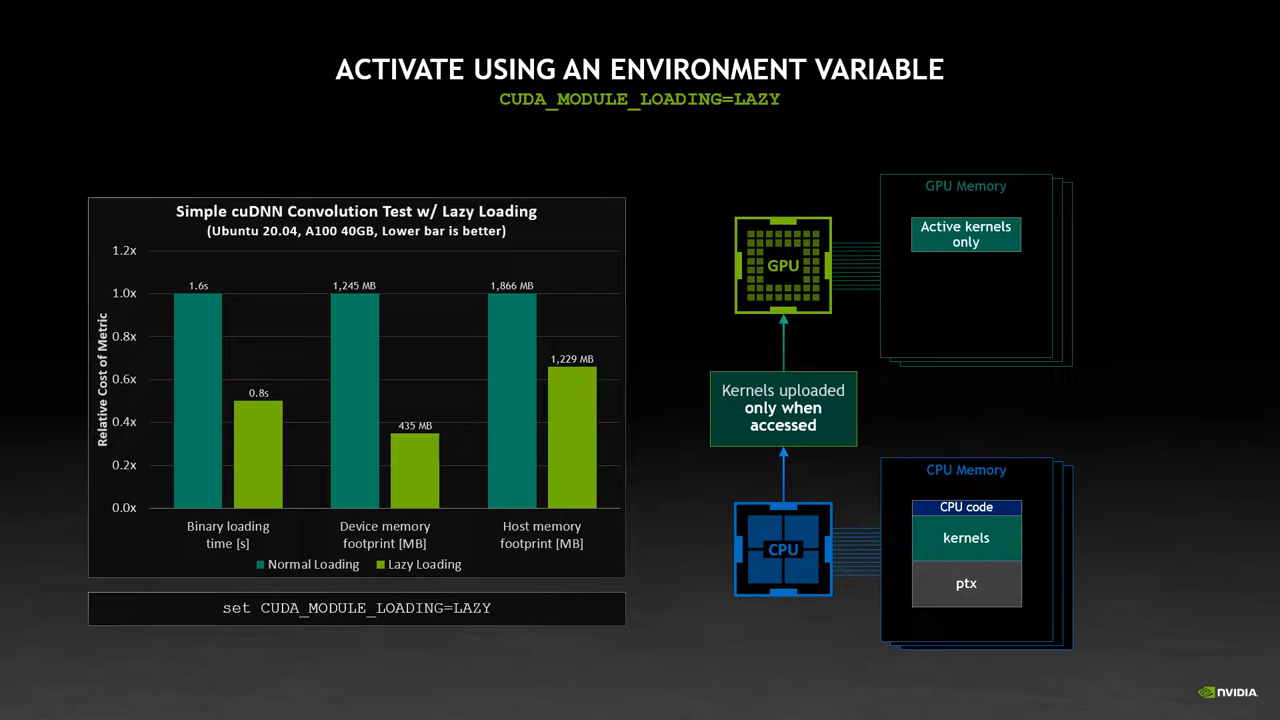 ACTIVATE USING AN ENVIRONMENT VARIABLE
CUDA_MODULE_LOADING=LAZY
Simple cuDNN Convolution Test w/ Lazy Loading
(Ubuntu 20.04, A100 40GB, Lower bar is better)
Relative Cost of Metric
1.2x
1.0x
0.8x
0.6x
0.4x
0.2x
0.0x
1.6s
0.8s
1,245 MB
435 MB
1,866 MB
1,229 MB
Binary loading
time [s]
Device memory
footprint [MB]
Host memory
footprint [MB]
Normal Loading
Lazy Loading
set CUDA_MODULE_LOADING=LAZY
GPU
GPU Memory
Active kernels
only
Kernels uploaded
only when
accessed
CPU
CPU Memory
CPU code
kernels
ptx
NVIDIA.